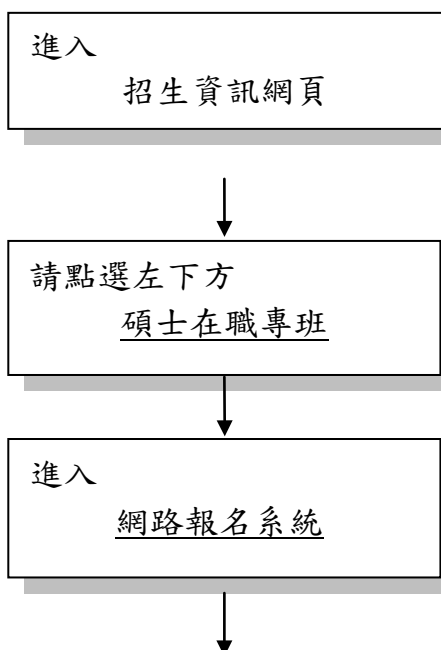 進入
招生資訊網頁
請點選左下方
碩士在職專班
進入
網路報名系統